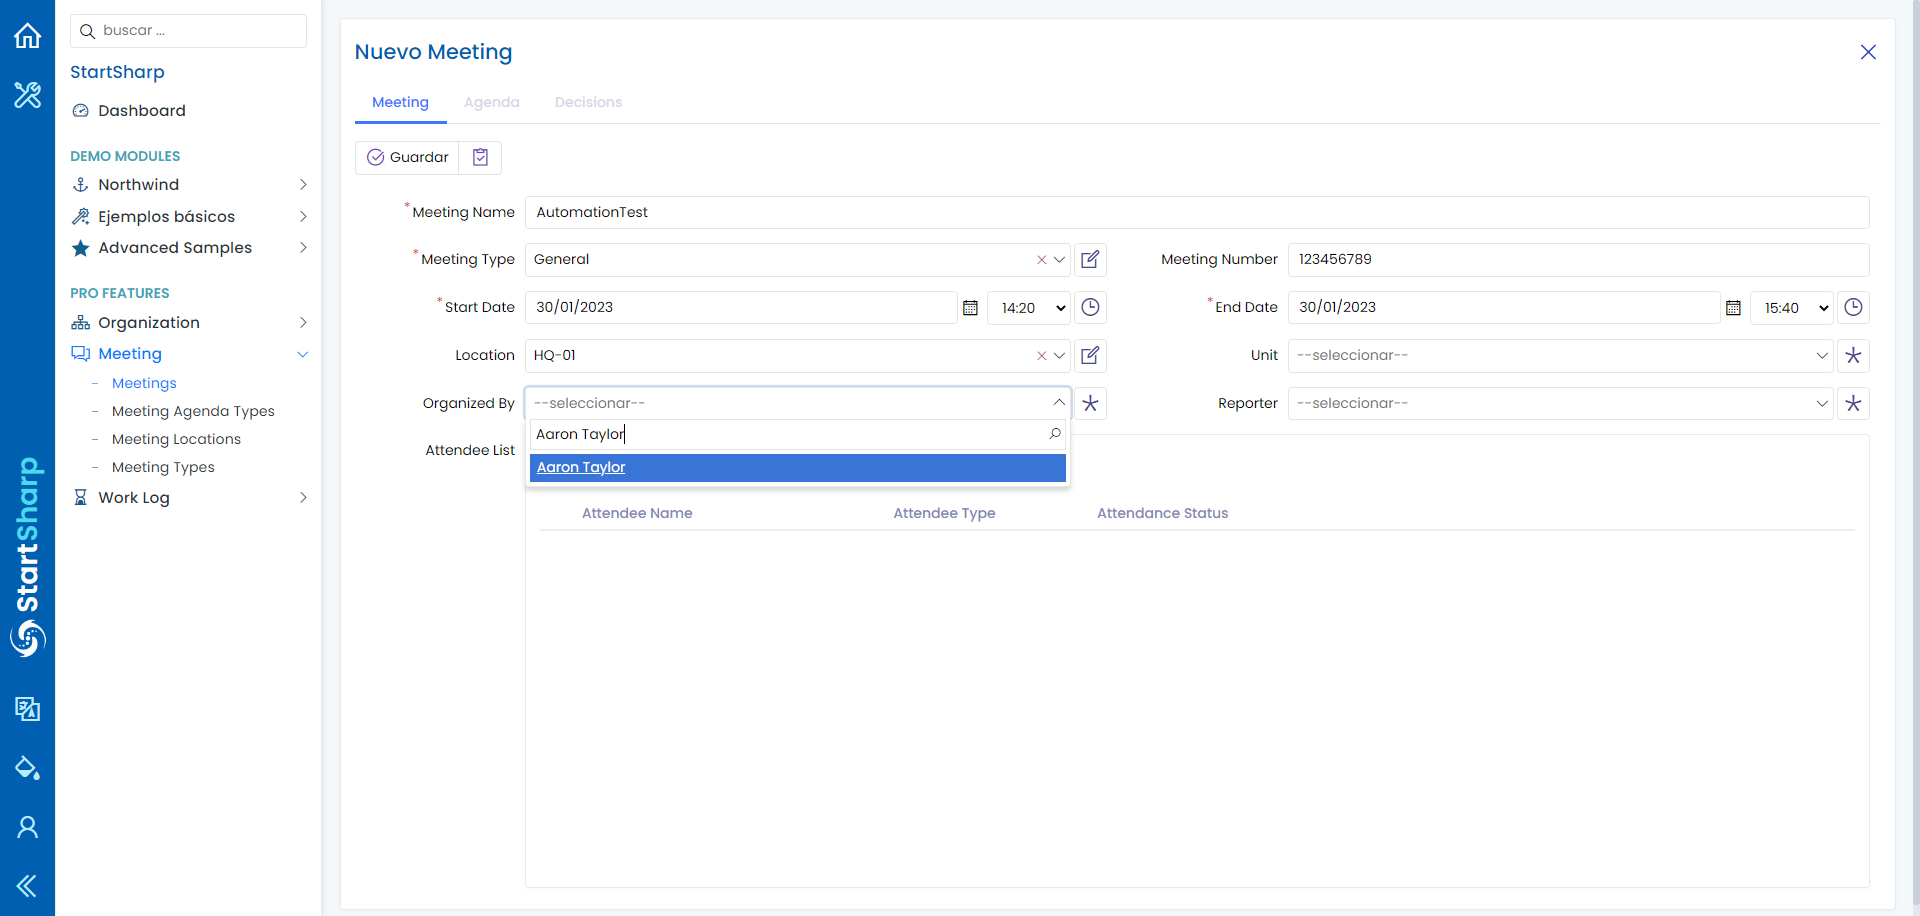 buscar ...
StartSharp
Dashboard
DEMO MODULES
Northwind
Ejemplos básicos
Advanced Samples
PRO FEATURES
Organization
Meeting
- Meetings
- Meeting Agenda Types
- Meeting Locations
- Meeting Types
Work Log
StartSharp
Nuevo Meeting
Meeting Agenda Decisions
Guardar
*Meeting Name AutomationTest
*Meeting Type General Meeting Number 123456789
*Start Date 30/01/2023 14:20 *End Date 30/01/2023 15:40
Location HQ-01 Unit --seleccionar--
Organized By --seleccionar-- Reporter --seleccionar--
Aaron Taylor
Attendee List
Aaron Taylor
Attendee Name Attendee Type Attendance Status